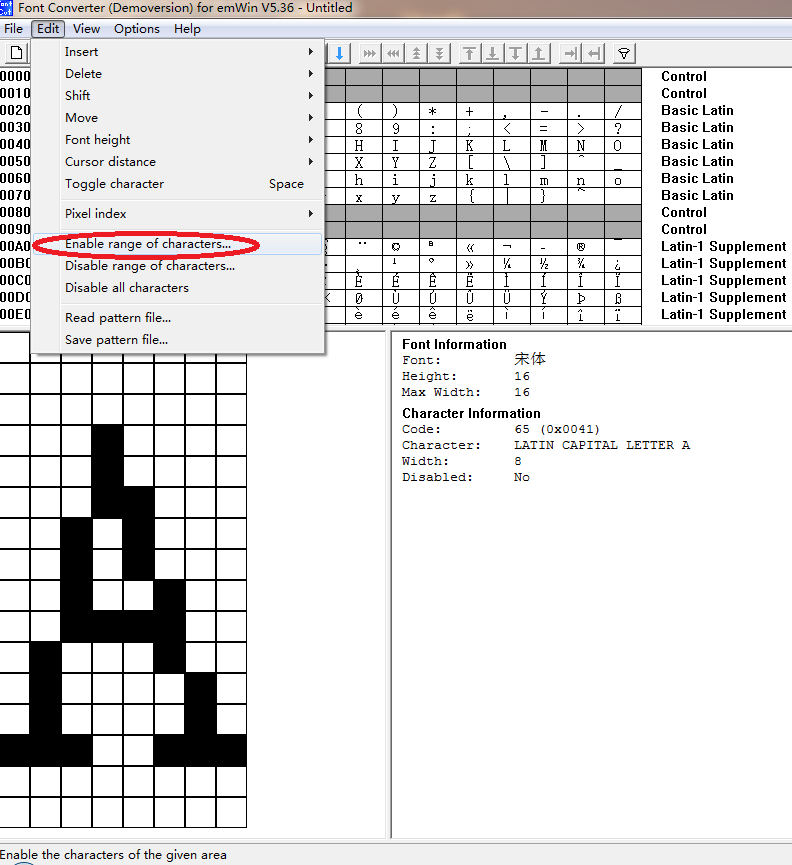 Font Converter (Demoversion) for emWin V5.36 - Untitled
File Edit View Options Help
Insert
Delete
Shift
Move
Font height
Cursor distance
Toggle character Space
Pixel index
Enable range of characters...
Disable range of characters...
Disable all characters
Read pattern file...
Save pattern file...
0000 Control
0010 Control
0020 ( ) * + , - . / Basic Latin
0030 8 9 : ; < = > ? Basic Latin
0040 H I J K L M N O Basic Latin
0050 X Y Z [ \ ] ^ _ Basic Latin
0060 h i j k l m n o Basic Latin
0070 x y z { | } ~ Basic Latin
0080 Control
0090 Control
00A0 ¨ © ª « ¬ - ® ¯ Latin-1 Supplement
00B0 ¸ ¹ º » ¼ ½ ¾ ¿ Latin-1 Supplement
00C0 È É Ê Ë Ì Í Î Ï Latin-1 Supplement
00D0 Ø Ù Ú Û Ü Ý Þ ß Latin-1 Supplement
00E0 è é ê ë ì í î ï Latin-1 Supplement
Font Information
Font: 宋体
Height: 16
Max Width: 16
Character Information
Code: 65 (0x0041)
Character: LATIN CAPITAL LETTER A
Width: 8
Disabled: No
Enable the characters of the given area